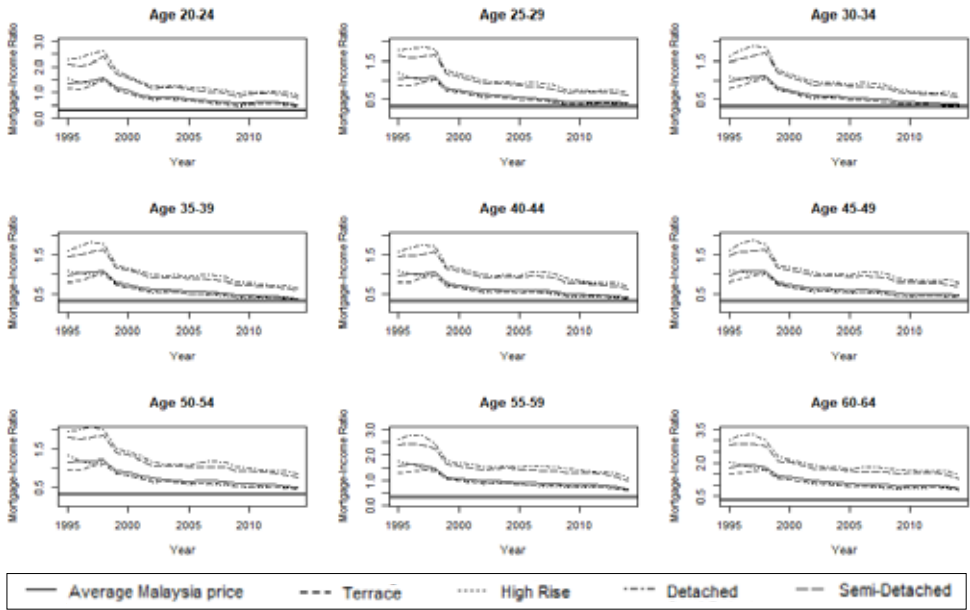 Age 20-24
Age 25-29
Age 30-34
Mortgage-Income Ratio
0.0 1.0 2.0 3.0
1995 2000 2005 2010
Year
Mortgage-Income Ratio
0.5 1.5
1995 2000 2005 2010
Year
Mortgage-Income Ratio
0.5 1.5
1995 2000 2005 2010
Year
Age 35-39
Age 40-44
Age 45-49
Mortgage-Income Ratio
0.5 1.5
1995 2000 2005 2010
Year
Mortgage-Income Ratio
0.5 1.5
1995 2000 2005 2010
Year
Mortgage-Income Ratio
0.5 1.5
1995 2000 2005 2010
Year
Age 50-54
Age 55-59
Age 60-64
Mortgage-Income Ratio
0.5 1.5
1995 2000 2005 2010
Year
Mortgage-Income Ratio
0.0 1.0 2.0 3.0
1995 2000 2005 2010
Year
Mortgage-Income Ratio
0.5 2.0 3.5
1995 2000 2005 2010
Year
Average Malaysia price
Terrace
High Rise
Detached
Semi-Detached